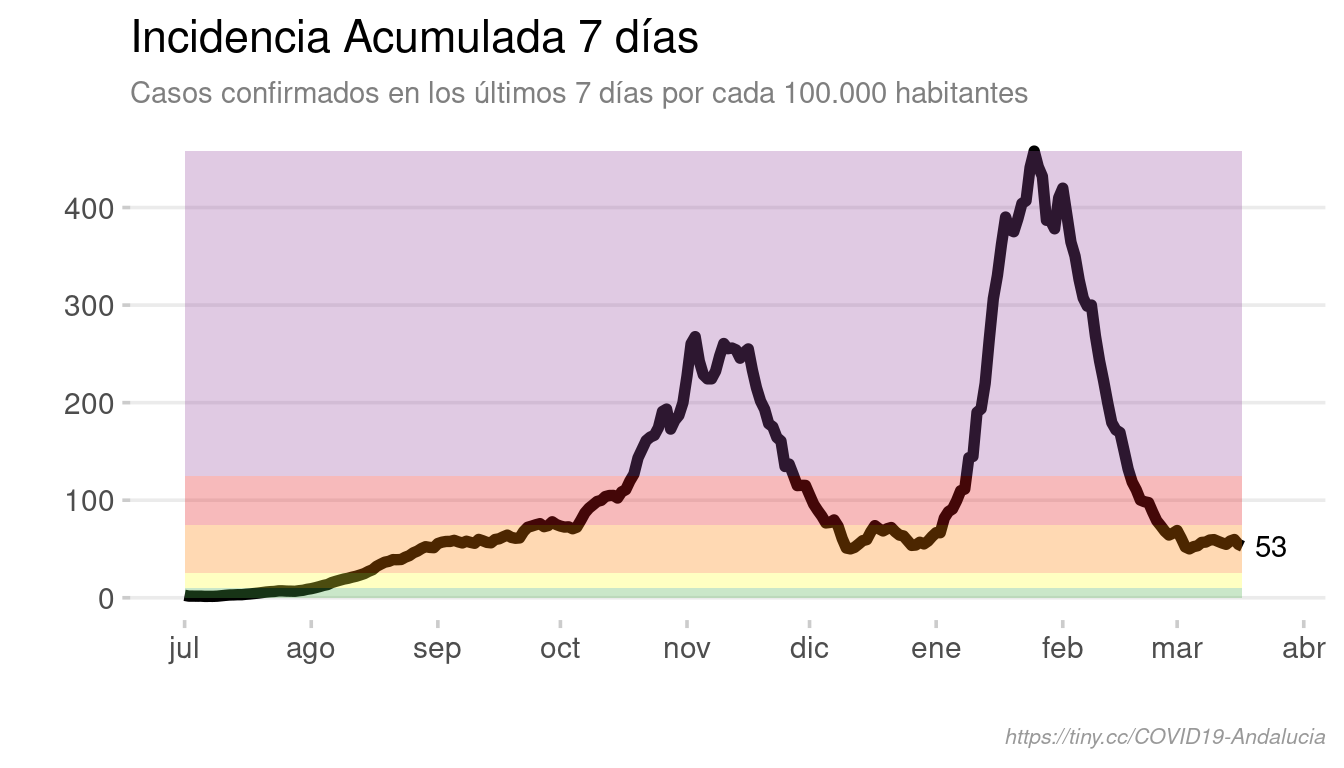 Incidencia Acumulada 7 días
Casos confirmados en los últimos 7 días por cada 100.000 habitantes
400
300
200
100
0
53
jul ago sep oct nov dic ene feb mar abr
https://tiny.cc/COVID19-Andalucia